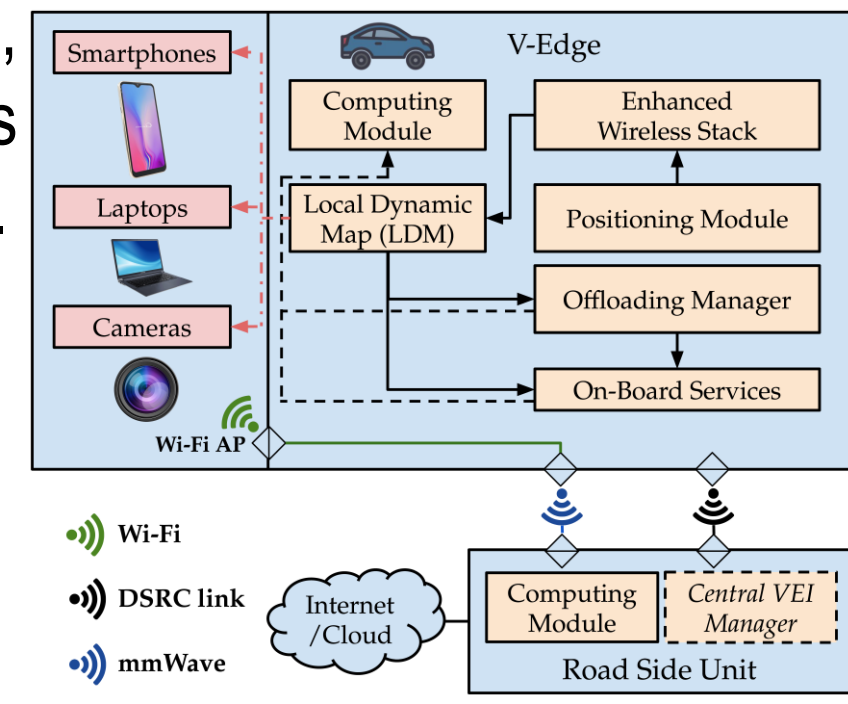 ,
s
.
Smartphones
Laptops
Cameras
Wi-Fi AP
V-Edge
Computing
Module
Enhanced
Wireless Stack
Local Dynamic
Map (LDM)
Positioning Module
Offloading Manager
On-Board Services
Wi-Fi
DSRC link
mmWave
Internet
/Cloud
Computing
Module
Central VEI
Manager
Road Side Unit